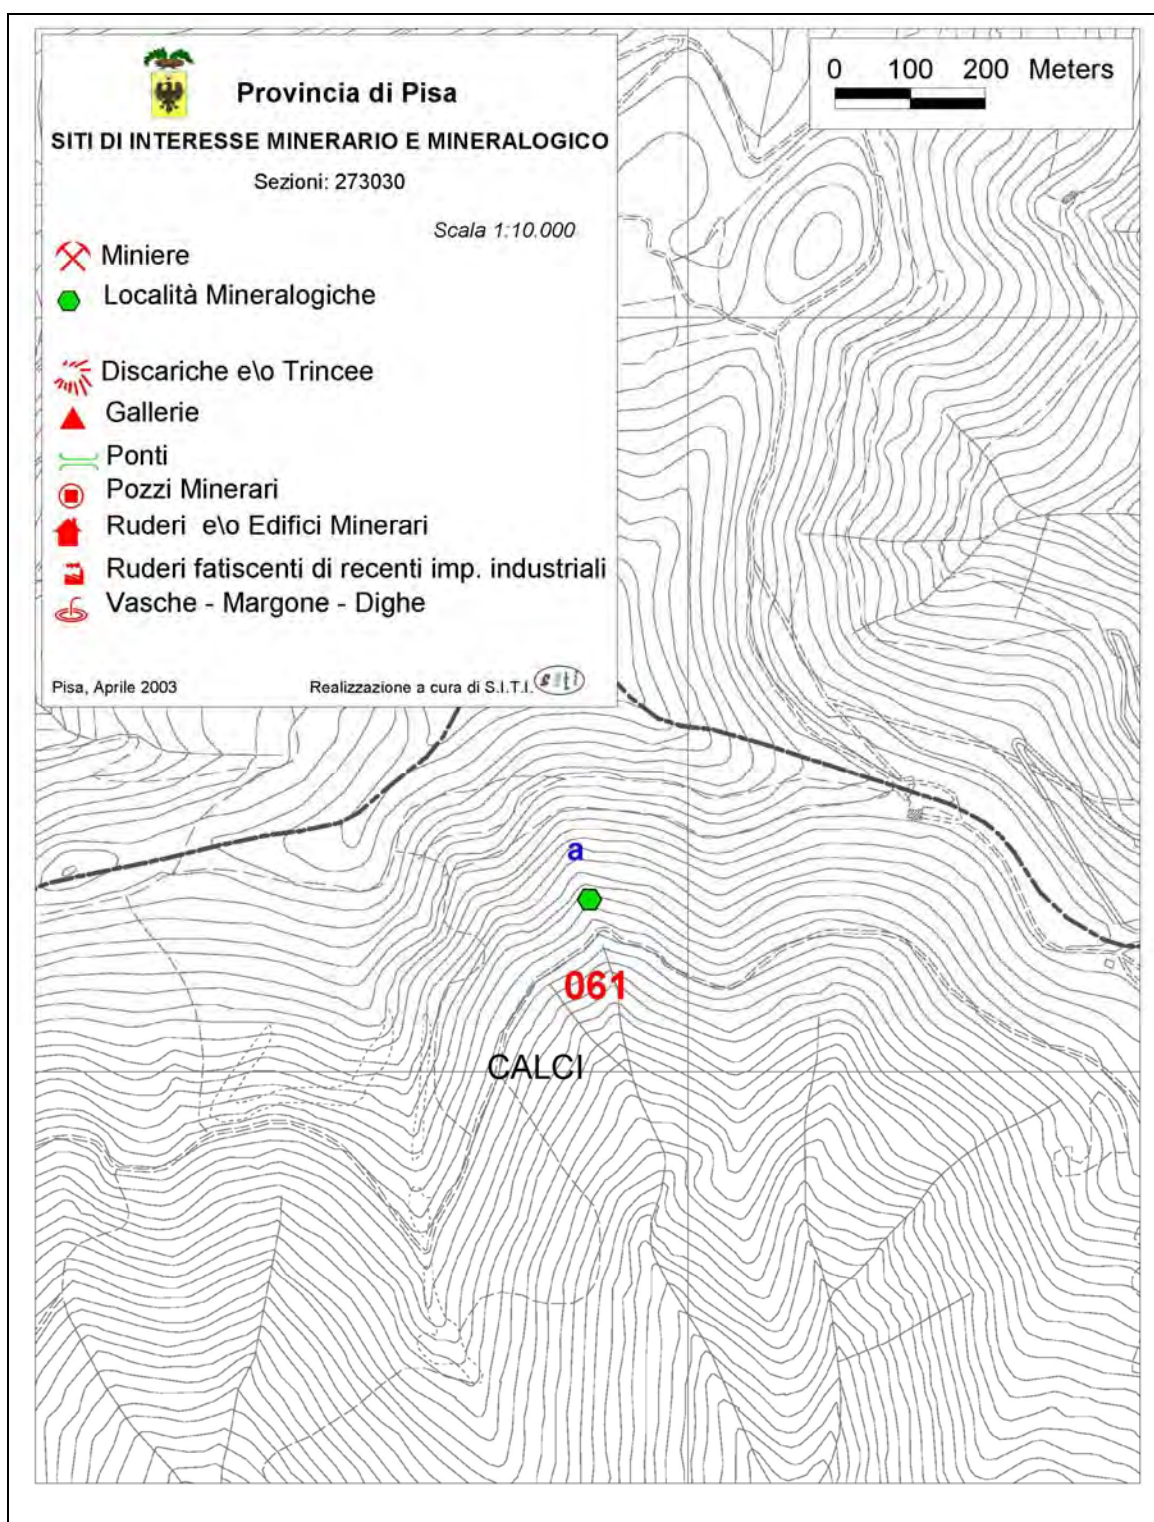 Provincia di Pisa
SITI DI INTERESSE MINERARIO E MINERALOGICO
Sezioni: 273030
Scala 1:10.000
Miniere
Località Mineralogiche
Discariche e\o Trincee
Gallerie
Ponti
Pozzi Minerari
Ruderi e\o Edifici Minerari
Ruderi fatiscenti di recenti imp. industriali
Vasche - Margone - Dighe
Pisa, Aprile 2003
Realizzazione a cura di S.I.T.I.
siti
0 100 200 Meters
a
061
CALCI